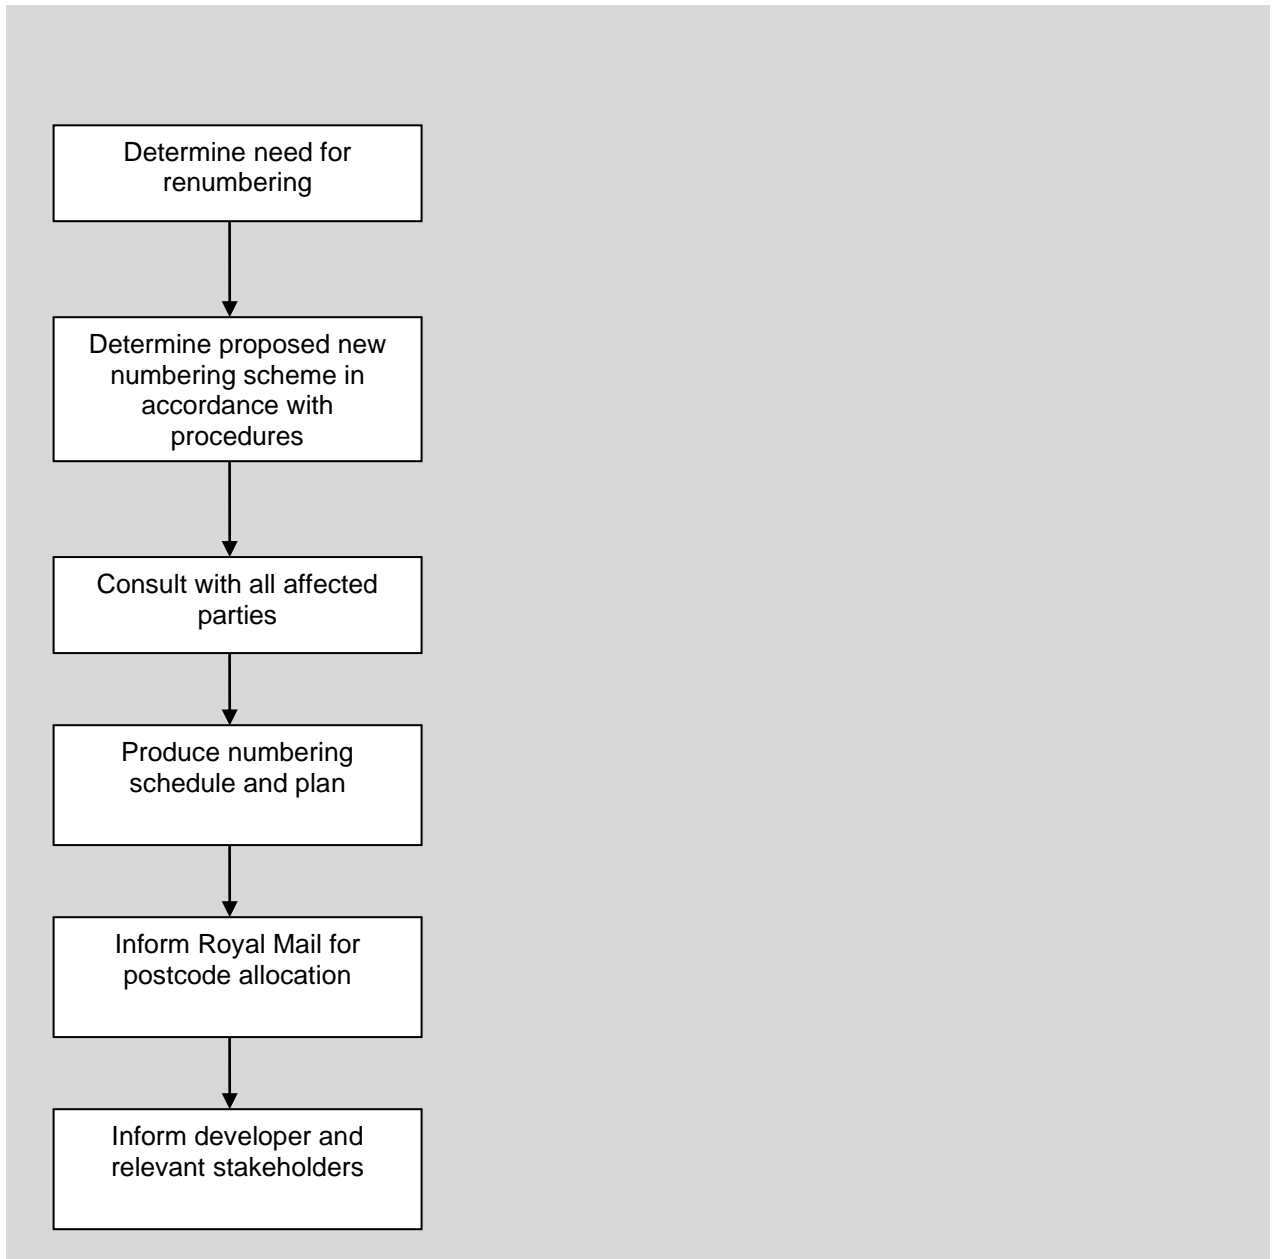 Determine need for
renumbering
Determine proposed new
numbering scheme in
accordance with
procedures
Consult with all affected
parties
Produce numbering
schedule and plan
Inform Royal Mail for
postcode allocation
Inform developer and
relevant stakeholders